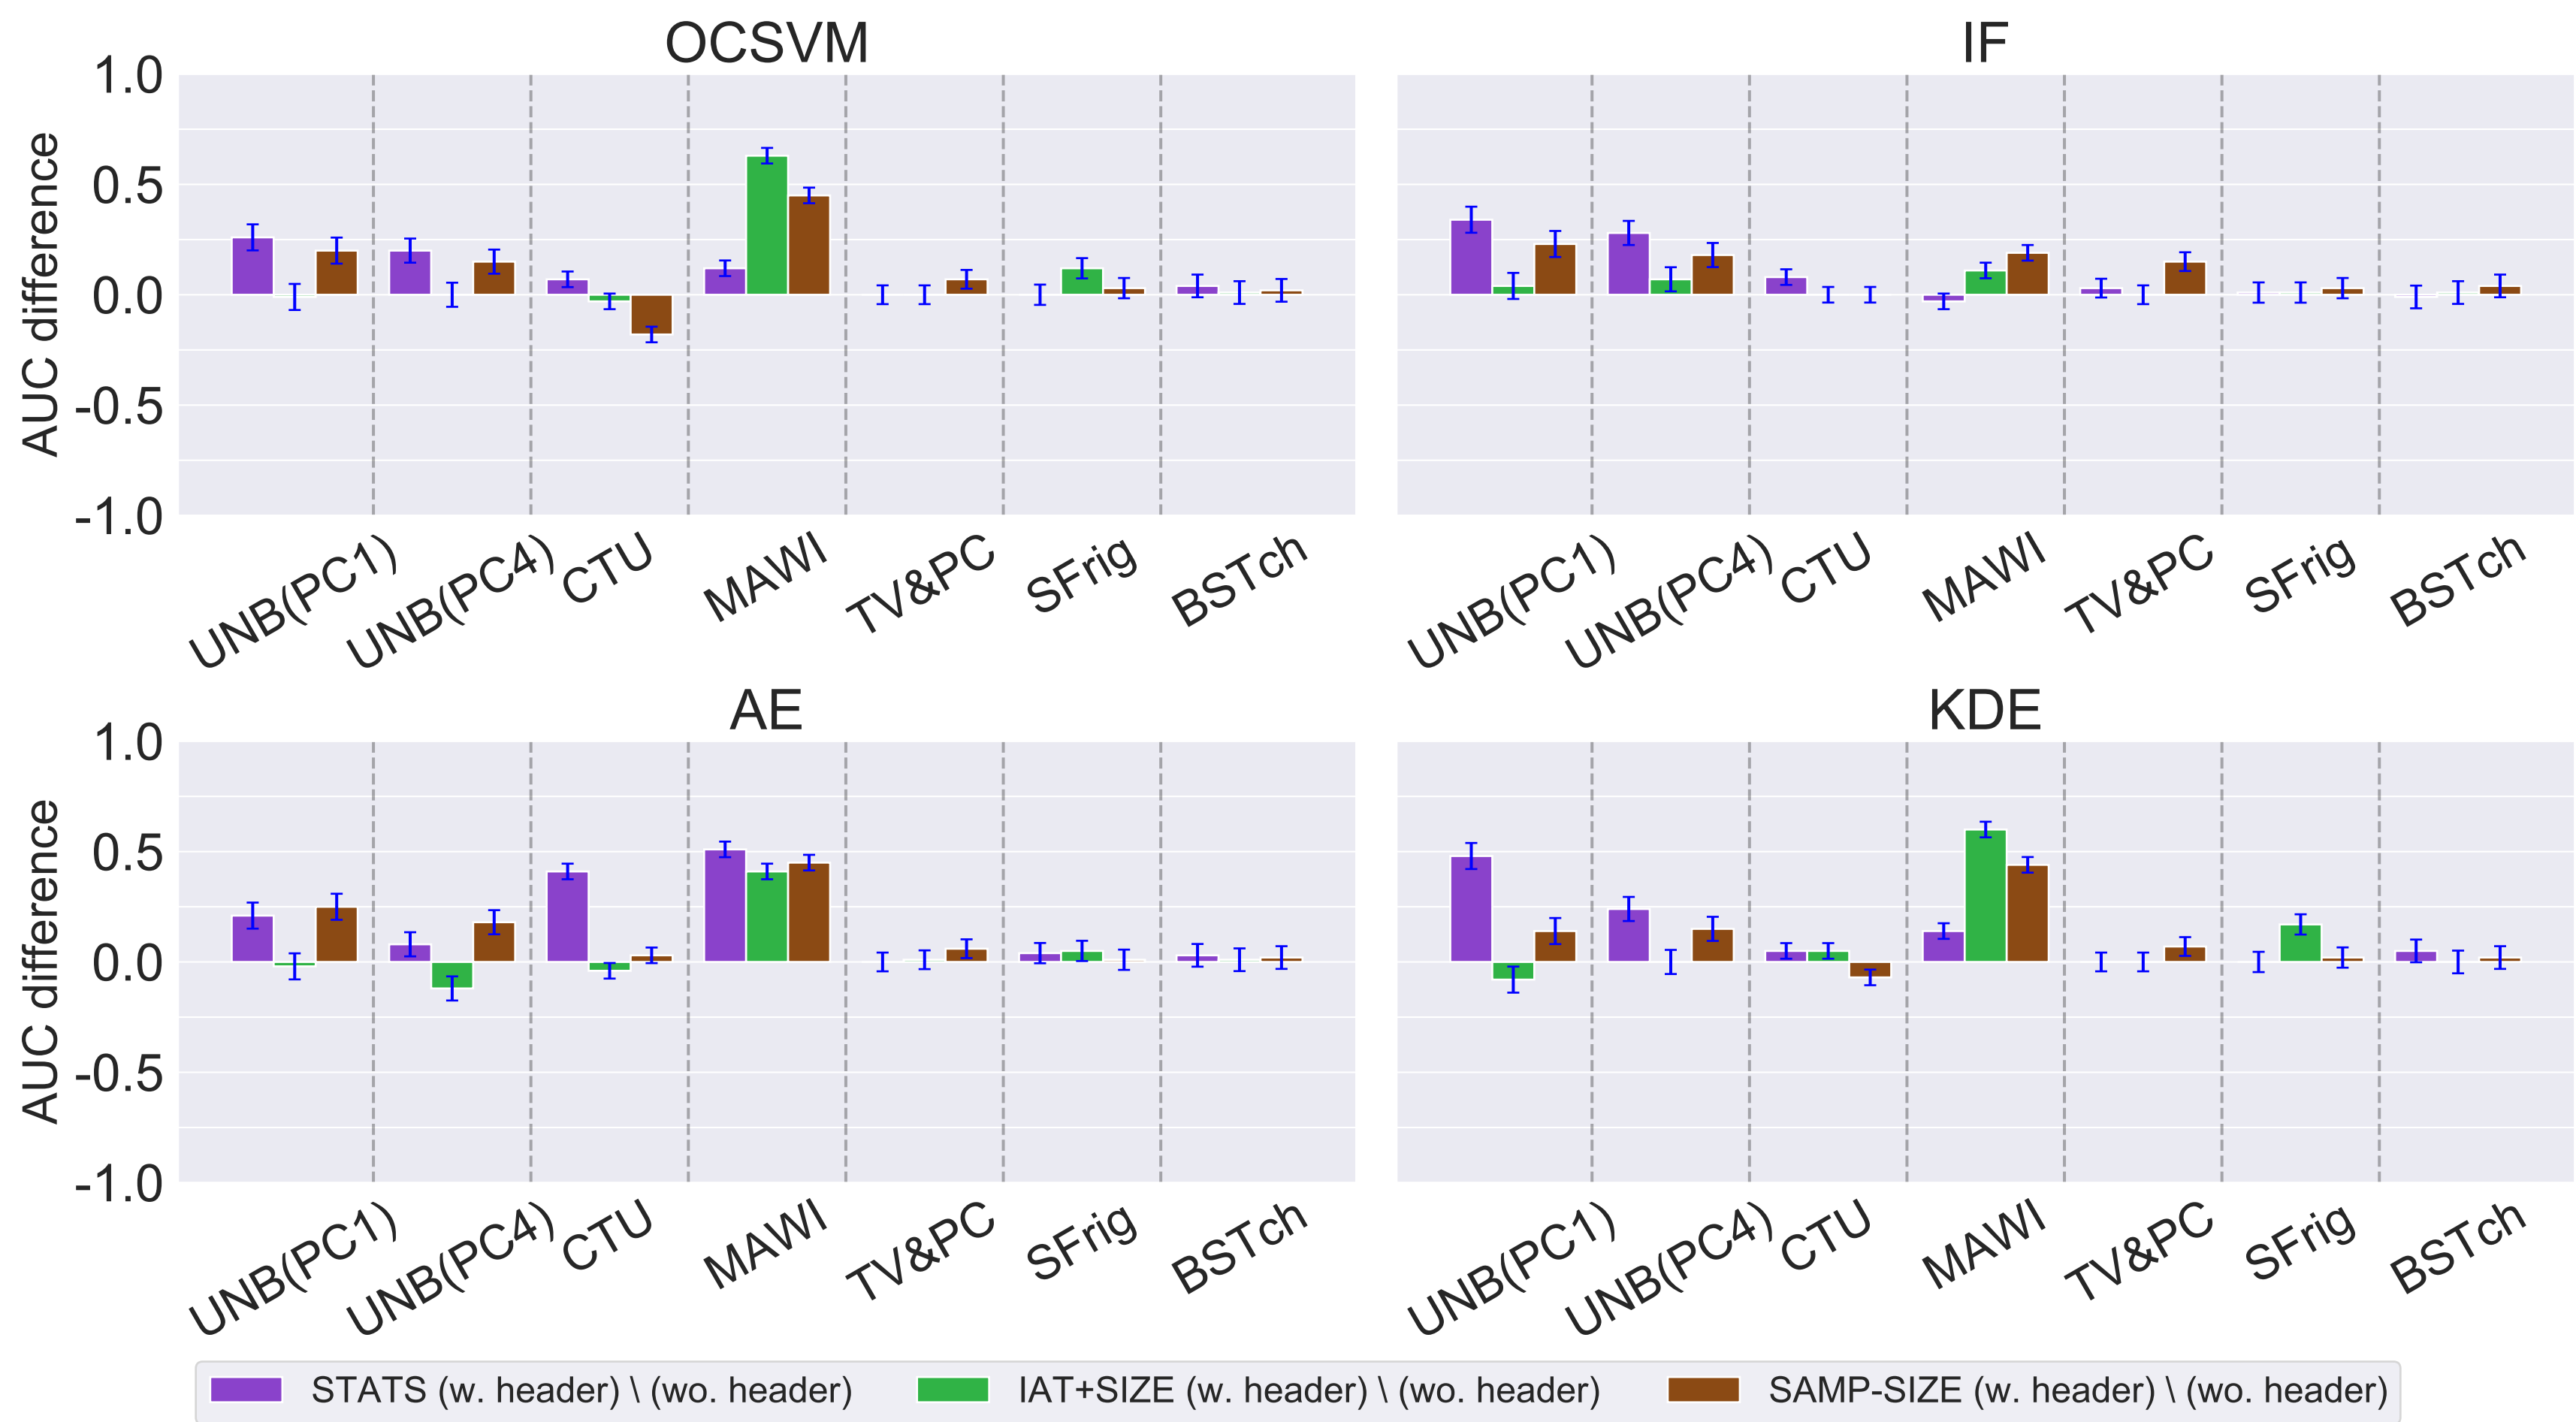 OCSVM
IF
AUC difference
1.0
0.5
0.0
-0.5
-1.0
UNB(PC1)
UNB(PC4)
CTU
MAWI
TV&PC
SFrig
BSTch
UNB(PC1)
UNB(PC4)
CTU
MAWI
TV&PC
SFrig
BSTch
AE
KDE
AUC difference
1.0
0.5
0.0
-0.5
-1.0
UNB(PC1)
UNB(PC4)
CTU
MAWI
TV&PC
SFrig
BSTch
UNB(PC1)
UNB(PC4)
CTU
MAWI
TV&PC
SFrig
BSTch
STATS (w. header) \ (wo. header)
IAT+SIZE (w. header) \ (wo. header)
SAMP-SIZE (w. header) \ (wo. header)